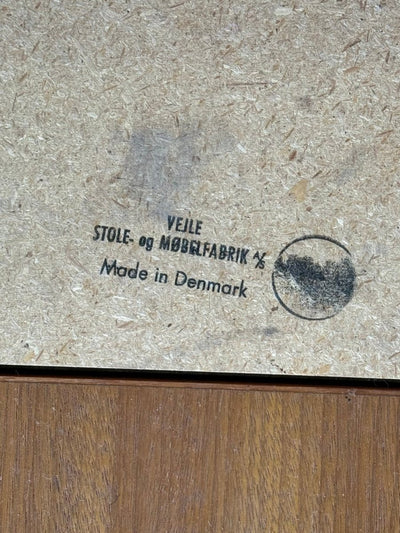 VEJLE
STOLE- og MØBELFABRIK A/S
Made in Denmark